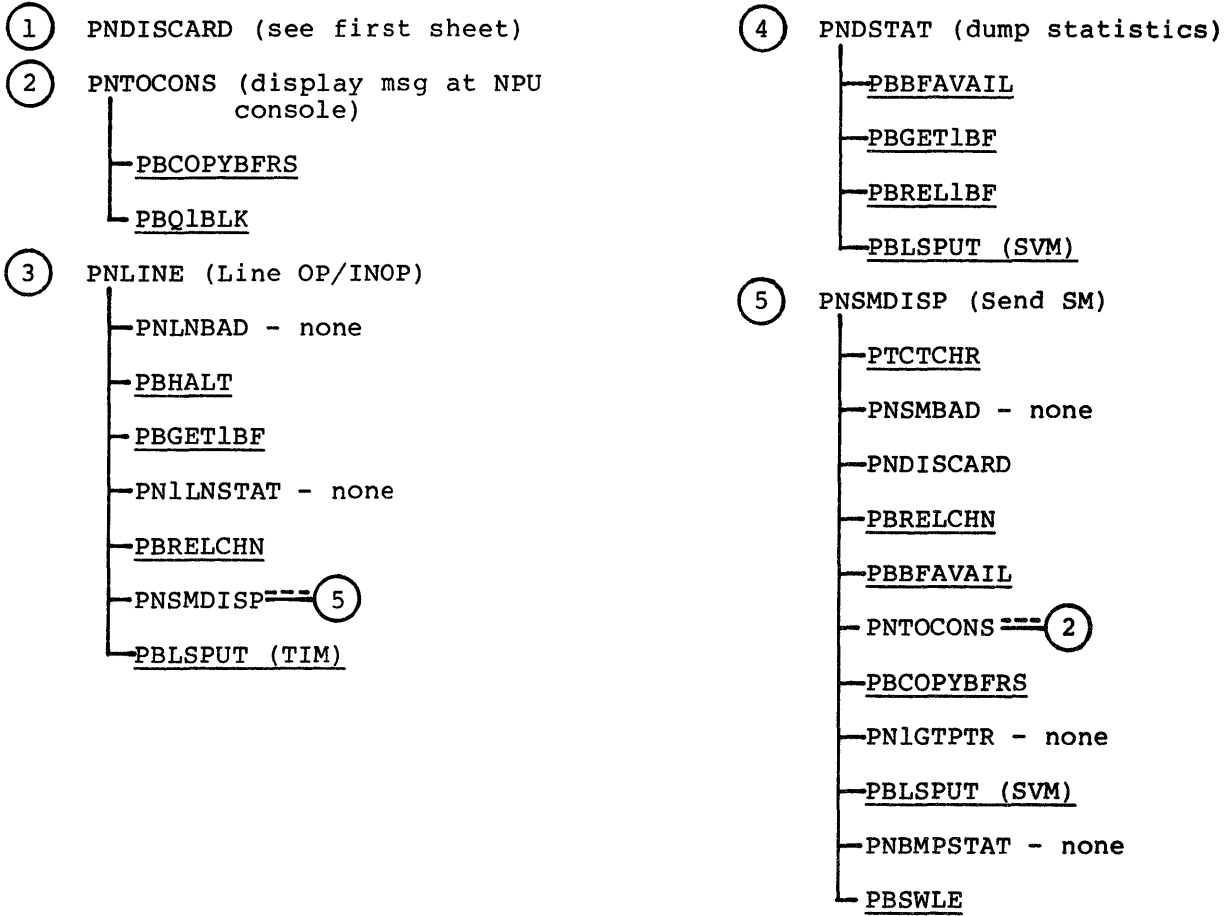 1 PNDISCARD (see first sheet)
2 PNTOCONS (display msg at NPU
console)
PBCOPYBFRS
PBQ1BLK
3 PNLINE (Line OP/INOP)
PNLNBAD - none
PBHALT
PBGET1BF
PN1LNSTAT - none
PBRELCHN
PNSMDISP 5
PBLSPUT (TIM)
4 PNDSTAT (dump statistics)
PBBFAVAIL
PBGET1BF
PBREL1BF
PBLSPUT (SVM)
5 PNSMDISP (Send SM)
PTCTCHR
PNSMBAD - none
PNDISCARD
PBRELCHN
PBBFAVAIL
PNTOCONS 2
PBCOPYBFRS
PN1GTPTR - none
PBLSPUT (SVM)
PNBMPSTAT - none
PBSWLE